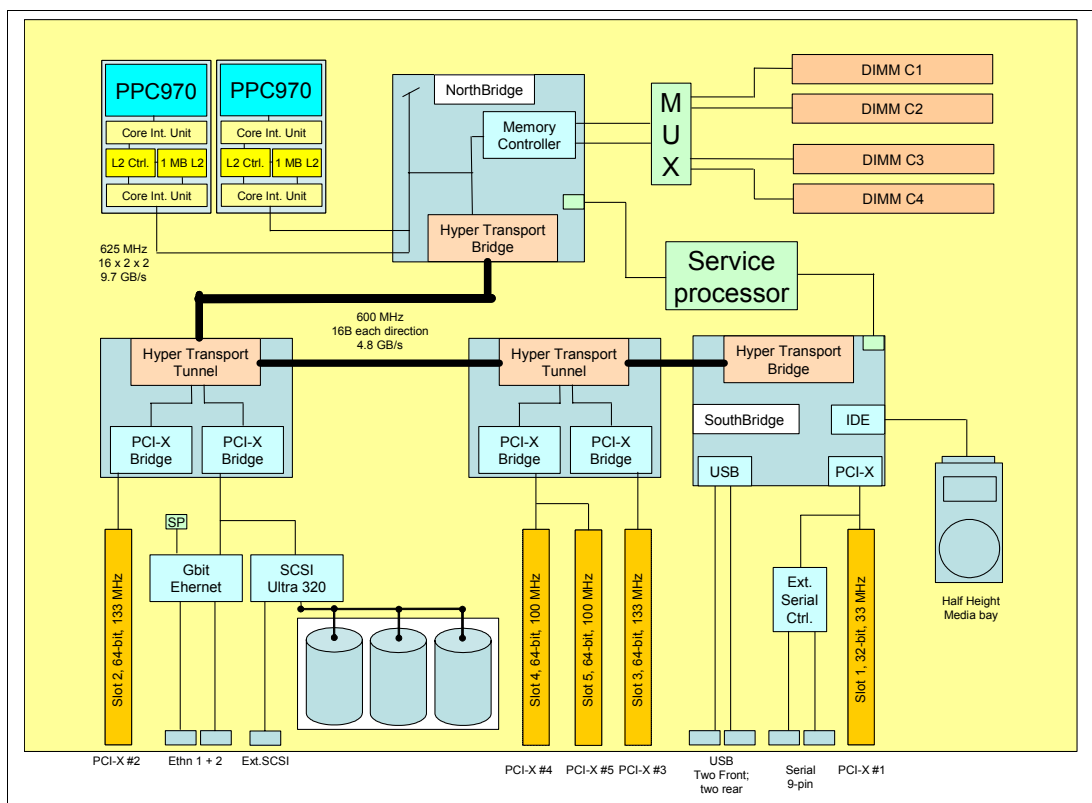 PPC970
PPC970
Core Int. Unit
Core Int. Unit
L2 Ctrl.
1 MB L2
L2 Ctrl.
1 MB L2
Core Int. Unit
Core Int. Unit
625 MHz
16 x 2 x 2
9.7 GB/s
NorthBridge
Memory
Controller
Hyper Transport
Bridge
M
U
X
DIMM C1
DIMM C2
DIMM C3
DIMM C4
Service
processor
600 MHz
16B each direction
4.8 GB/s
Hyper Transport
Tunnel
PCI-X
Bridge
PCI-X
Bridge
Hyper Transport
Tunnel
PCI-X
Bridge
PCI-X
Bridge
Hyper Transport
Bridge
SouthBridge
IDE
USB
PCI-X
SP
Gbit
Ehernet
SCSI
Ultra 320
Slot 2, 64-bit, 133 MHz
Slot 4, 64-bit, 100 MHz
Slot 5, 64-bit, 100 MHz
Slot 3, 64-bit, 133 MHz
Ext.
Serial
Ctrl.
Slot 1, 32-bit, 33 MHz
Half Height
Media bay
PCI-X #2
Ethn 1 + 2
Ext.SCSI
PCI-X #4
PCI-X #5
PCI-X #3
USB
Two Front;
two rear
Serial
9-pin
PCI-X #1